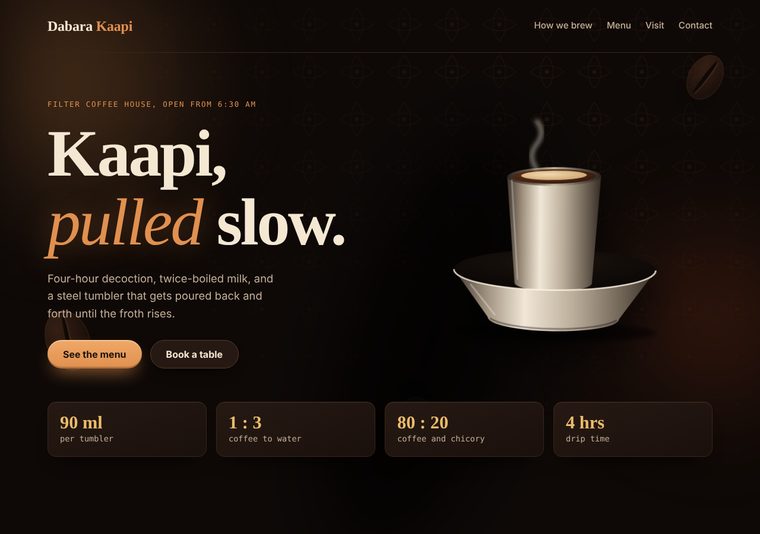 Dabara Kaapi
How we brew Menu Visit Contact
FILTER COFFEE HOUSE, OPEN FROM 6:30 AM
Kaapi,
pulled slow.
Four-hour decoction, twice-boiled milk, and
a steel tumbler that gets poured back and
forth until the froth rises.
See the menu Book a table
90 ml
per tumbler
1 : 3
coffee to water
80 : 20
coffee and chicory
4 hrs
drip time